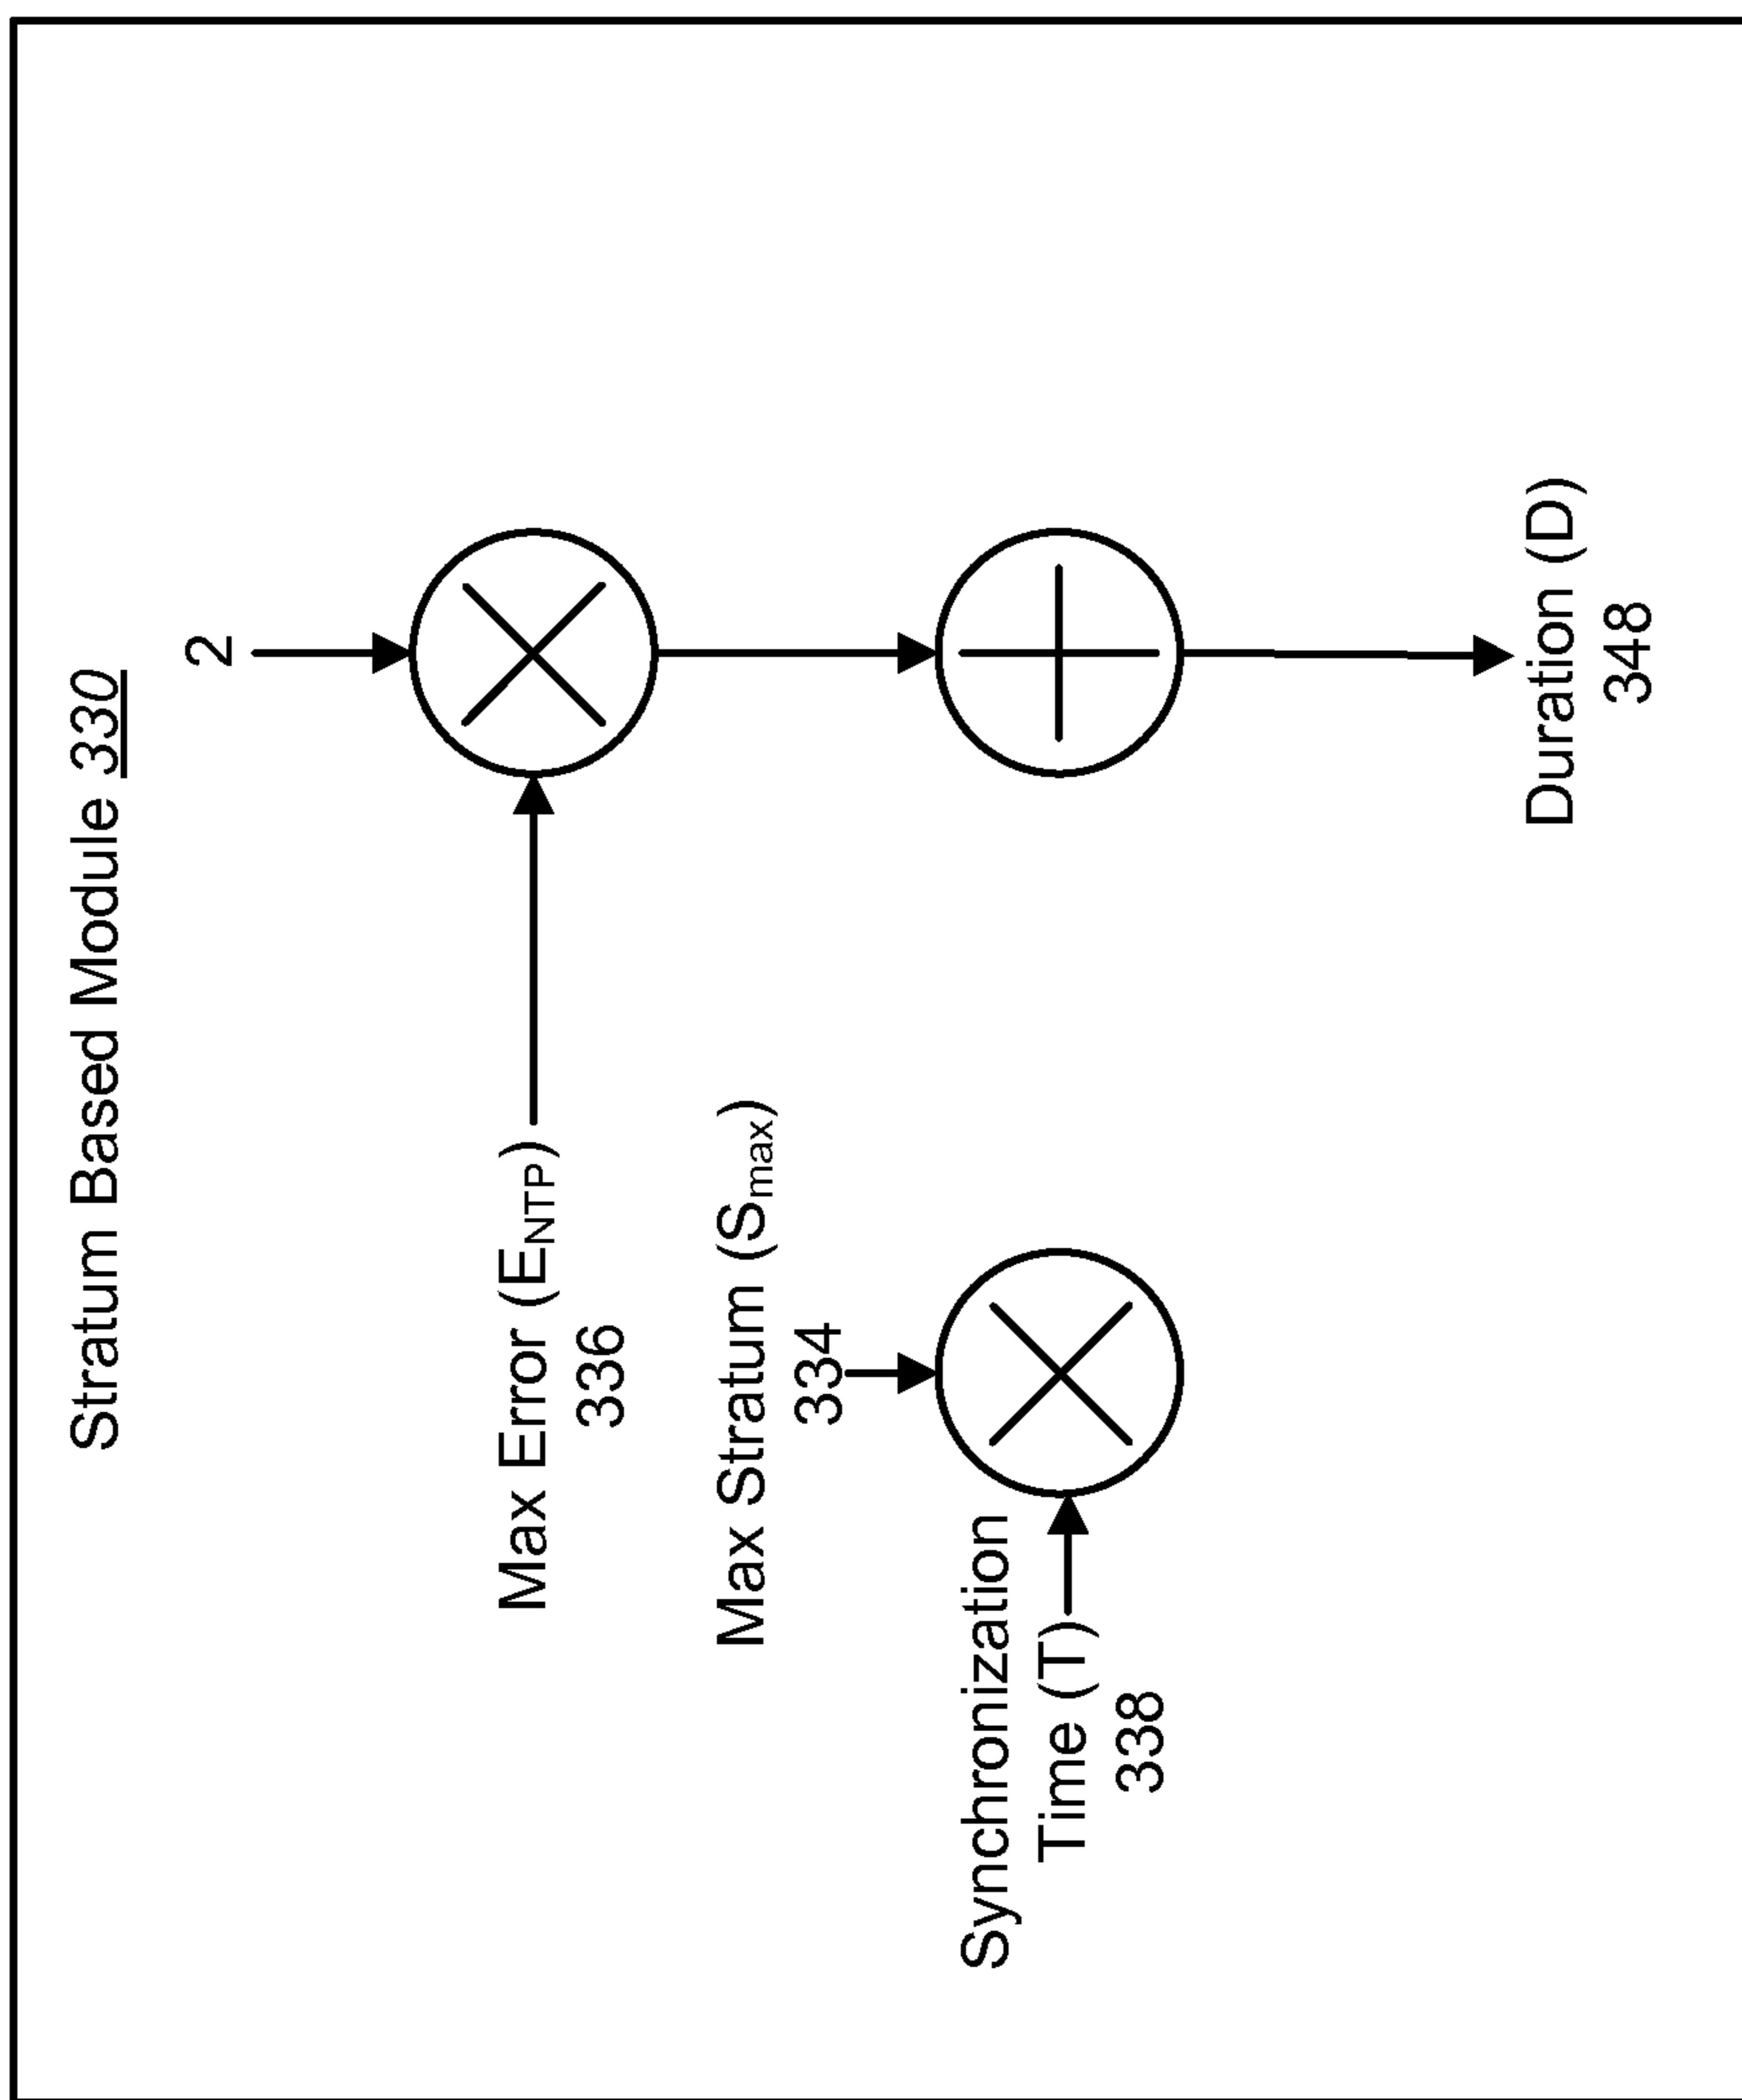 Stratum Based Module 330
2
Max Error (ENTP)
336
Max Stratum (Smax)
334
Synchronization
Time (T)
338
Duration (D)
348